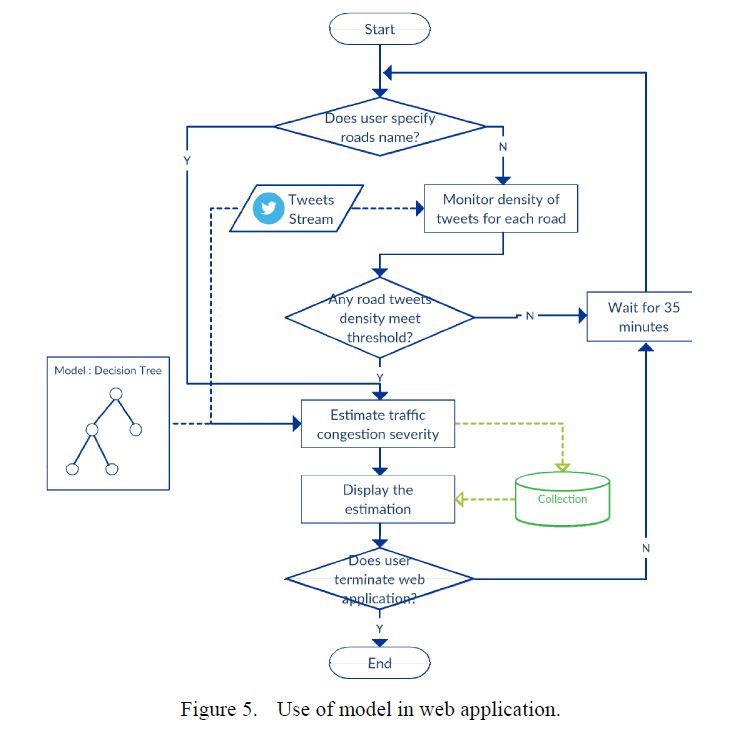 Start
Does user specify
roads name?
Y
N
Tweets
Stream
Monitor density of
tweets for each road
Any road tweets
density meet
threshold?
N
Wait for 35
minutes
Y
Model : Decision Tree
Estimate traffic
congestion severity
Display the
estimation
Collection
Does user
terminate web
application?
N
Y
End
Figure 5. Use of model in web application.